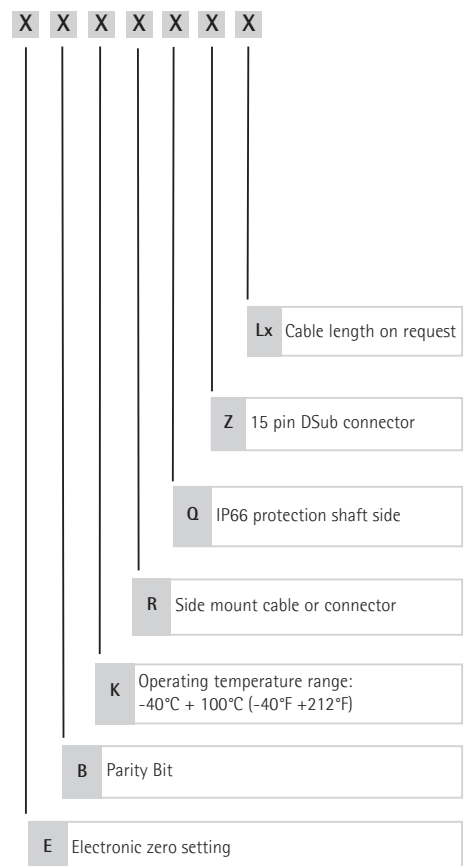 X X X X X X X
Lx Cable length on request
Z 15 pin DSub connector
Q IP66 protection shaft side
R Side mount cable or connector
K Operating temperature range:
-40°C + 100°C (-40°F +212°F)
B Parity Bit
E Electronic zero setting